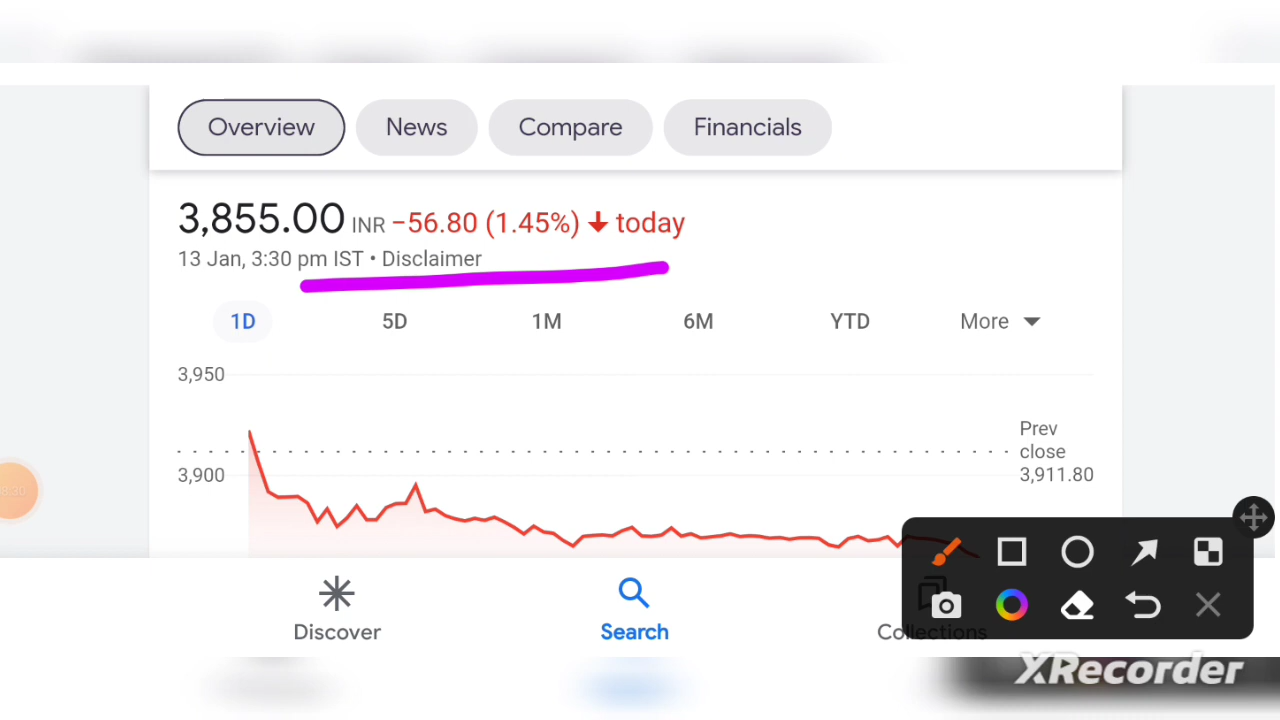 Overview News Compare Financials
3,855.00 INR −56.80 (1.45%) ↓ today
13 Jan, 3:30 pm IST • Disclaimer
1D 5D 1M 6M YTD More
3,950
Prev
close
3,911.80
3,900
Discover Search Collections
XRecorder